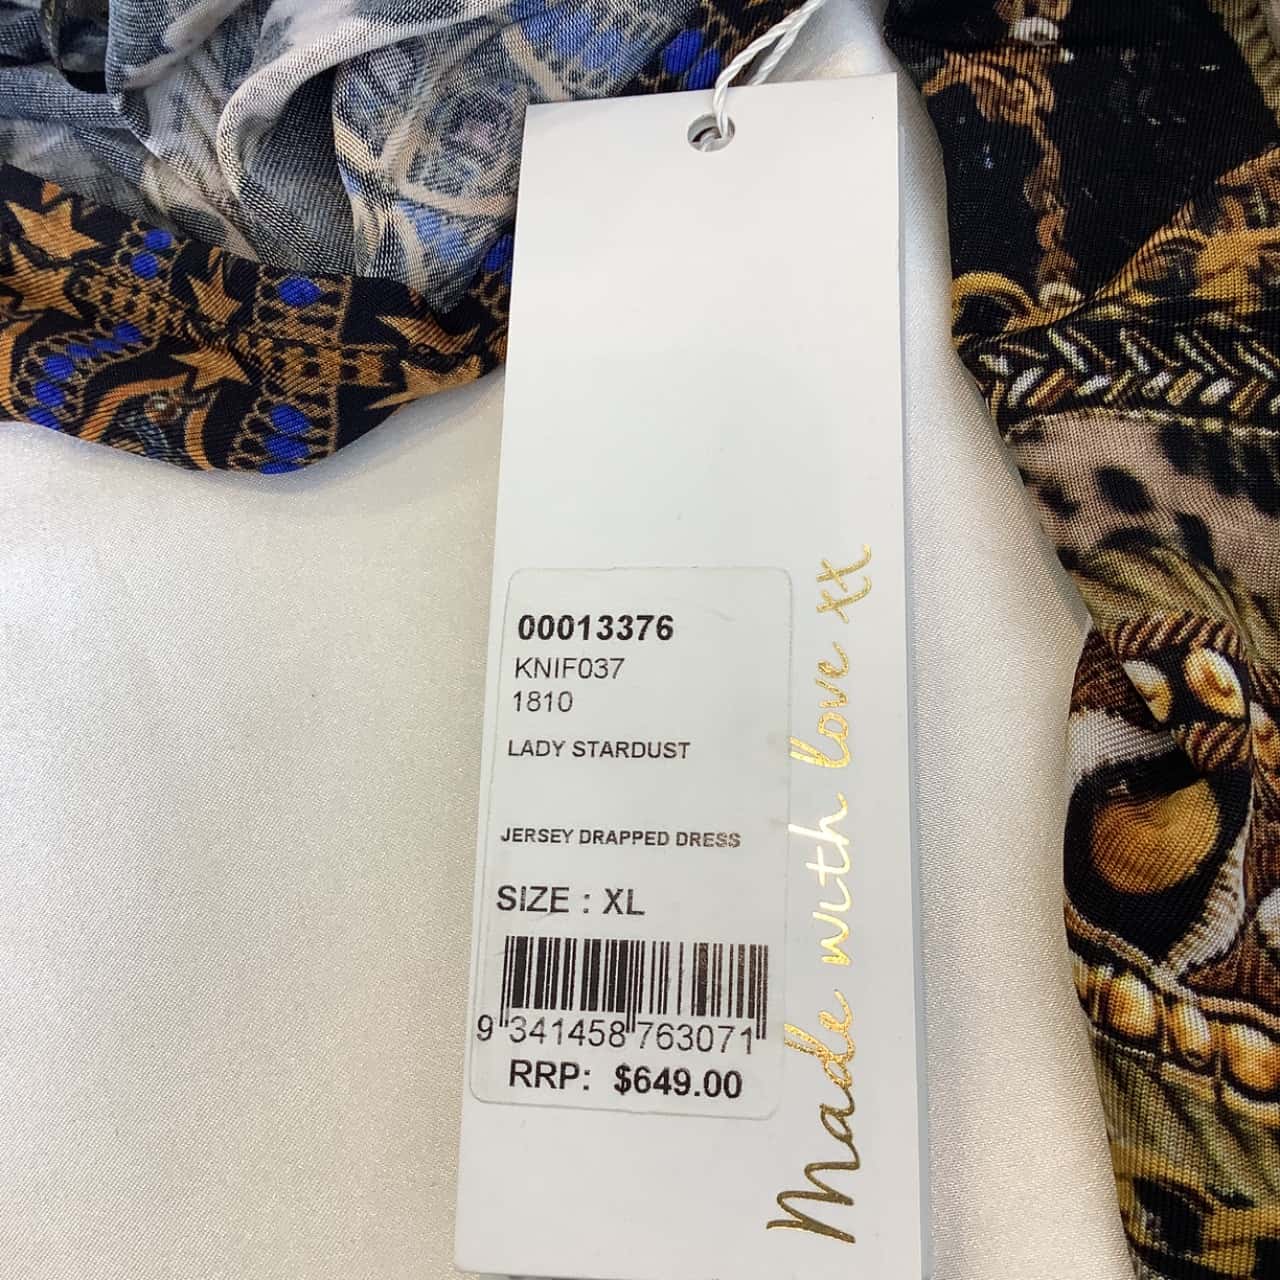 00013376
KNIF037
1810
LADY STARDUST
JERSEY DRAPPED DRESS
SIZE : XL
9 341458 763071
RRP: $649.00
Made with love xx